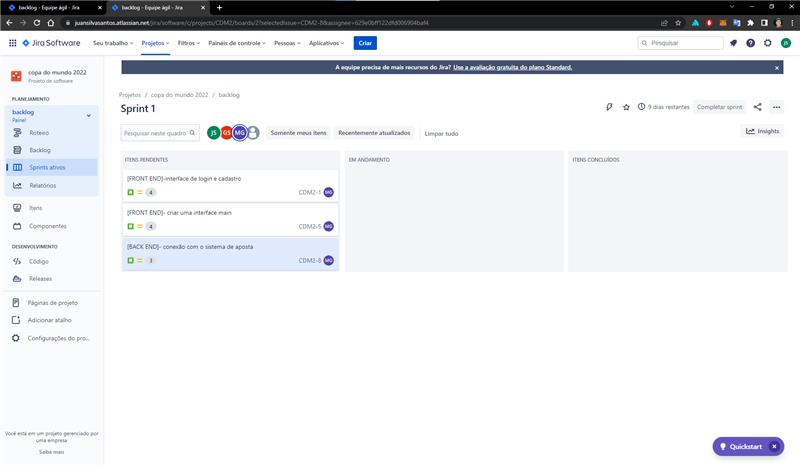 backlog - Equipe ágil - Jira
backlog - Equipe ágil - Jira
juansilvasantos.atlassian.net/jira/software/c/projects/CDM2/boards/2?selectedIssue=CDM2-8&assignee=629e0bff122dfd006904baf4
Jira Software
Seu trabalho
Projetos
Filtros
Painéis de controle
Pessoas
Aplicativos
Criar
Pesquisar
JS
A equipe precisa de mais recursos do Jira? Use a avaliação gratuita do plano Standard.
copa do mundo 2022
Projeto de software
PLANEJAMENTO
backlog
Painel
Roteiro
Backlog
Sprints ativos
Relatórios
Itens
Componentes
DESENVOLVIMENTO
Código
Releases
Páginas de projeto
Adicionar atalho
Configurações do pro...
Você está em um projeto gerenciado por uma empresa
Saiba mais
Projetos / copa do mundo 2022 / backlog
Sprint 1
9 dias restantes
Completar sprint
Pesquisar neste quadro
JS
GS
MG
Somente meus itens
Recentemente atualizados
Limpar tudo
Insights
ITENS PENDENTES
[FRONT END]-interface de login e cadastro
4
CDM2-1
MG
[FRONT END]- criar uma interface main
4
CDM2-5
MG
[BACK END]- conexão com o sistema de aposta
3
CDM2-8
MG
EM ANDAMENTO
ITENS CONCLUÍDOS
Quickstart